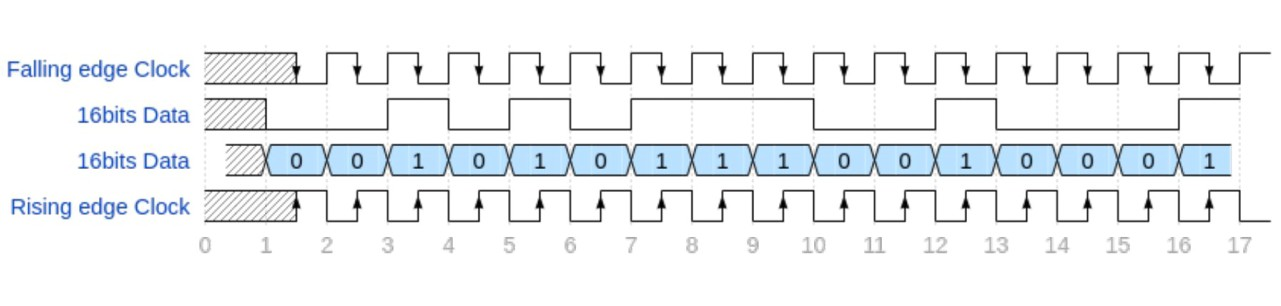 Falling edge Clock
16bits Data
16bits Data 0 0 1 0 1 0 1 1 1 0 0 1 0 0 0 1
Rising edge Clock
0 1 2 3 4 5 6 7 8 9 10 11 12 13 14 15 16 17